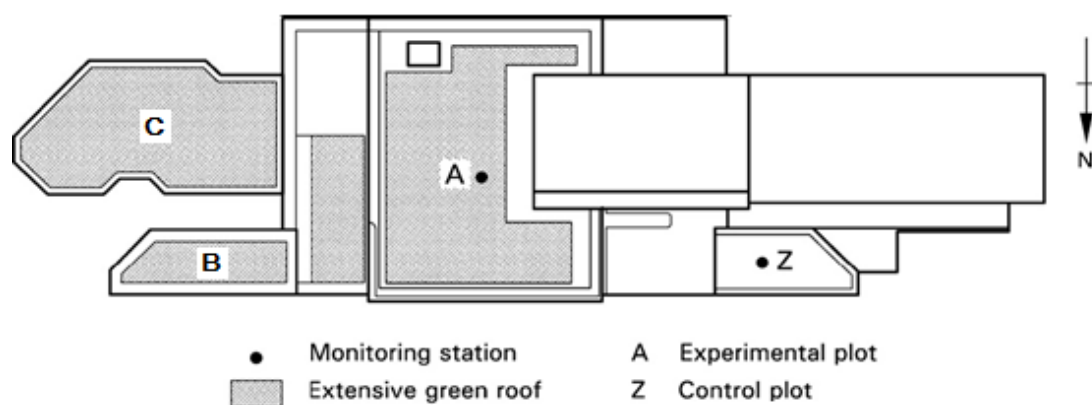 C
A
N
B
Z
Monitoring station A Experimental plot
Extensive green roof Z Control plot